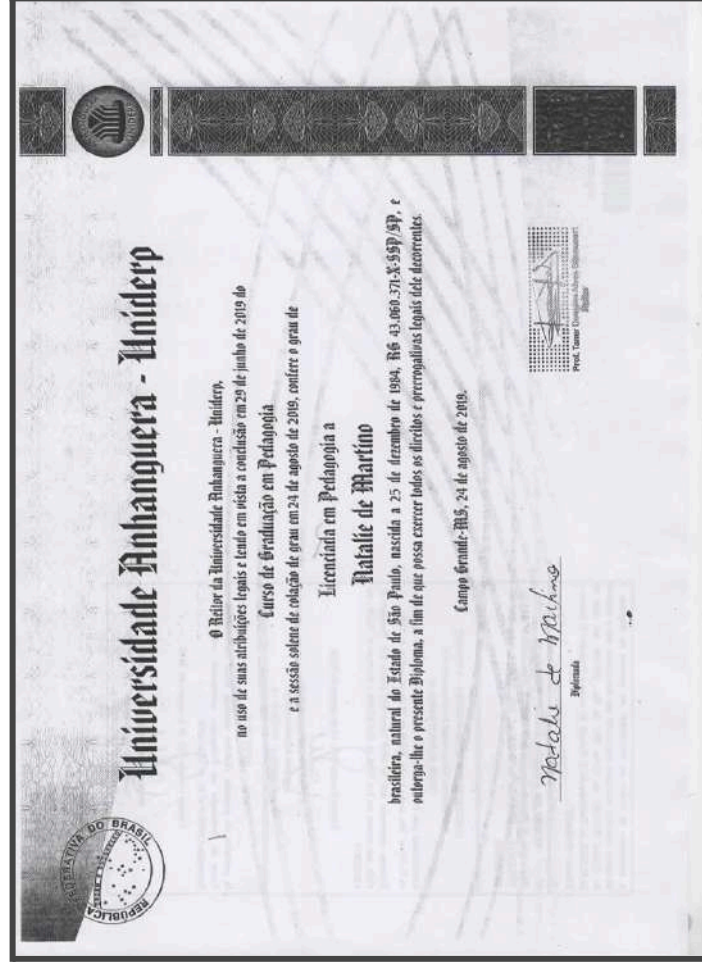 REPÚBLICA FEDERATIVA DO BRASIL
UNIDERP
Universidade Anhanguera - Uniderp
O Reitor da Universidade Anhanguera - Uniderp,
no uso de suas atribuições legais e tendo em vista a conclusão em 29 de junho de 2019 do
Curso de Graduação em Pedagogia
e a sessão solene de colação de grau em 24 de agosto de 2019, confere o grau de
Licenciada em Pedagogia a
Natalie de Martino
brasileira, natural do Estado de São Paulo, nascida a 25 de dezembro de 1984, RG 43.060.371-X-SSP/SP, e
outorga-lhe o presente Diploma, a fim de que possa exercer todos os direitos e prerrogativas legais dele decorrentes.
Campo Grande-MS, 24 de agosto de 2019.
Natalie de Martino
Diplomada
Prof. Taner
Reitor